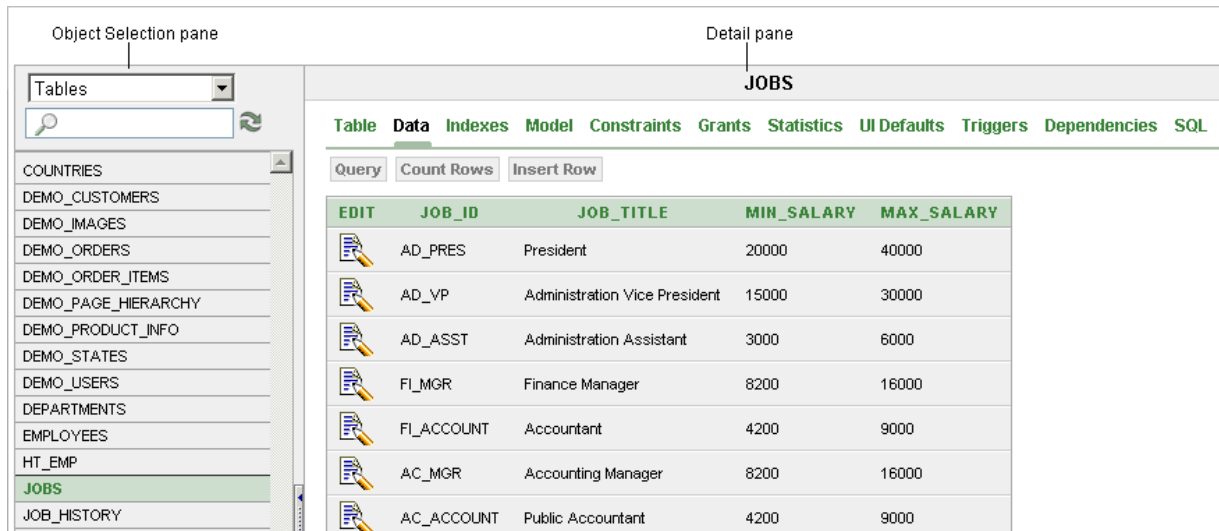 Object Selection pane
Detail pane
Tables
JOBS
Table Data Indexes Model Constraints Grants Statistics UI Defaults Triggers Dependencies SQL
Query Count Rows Insert Row
COUNTRIES
DEMO_CUSTOMERS
DEMO_IMAGES
DEMO_ORDERS
DEMO_ORDER_ITEMS
DEMO_PAGE_HIERARCHY
DEMO_PRODUCT_INFO
DEMO_STATES
DEMO_USERS
DEPARTMENTS
EMPLOYEES
HT_EMP
JOBS
JOB_HISTORY
EDIT JOB_ID JOB_TITLE MIN_SALARY MAX_SALARY
AD_PRES President 20000 40000
AD_VP Administration Vice President 15000 30000
AD_ASST Administration Assistant 3000 6000
FI_MGR Finance Manager 8200 16000
FI_ACCOUNT Accountant 4200 9000
AC_MGR Accounting Manager 8200 16000
AC_ACCOUNT Public Accountant 4200 9000